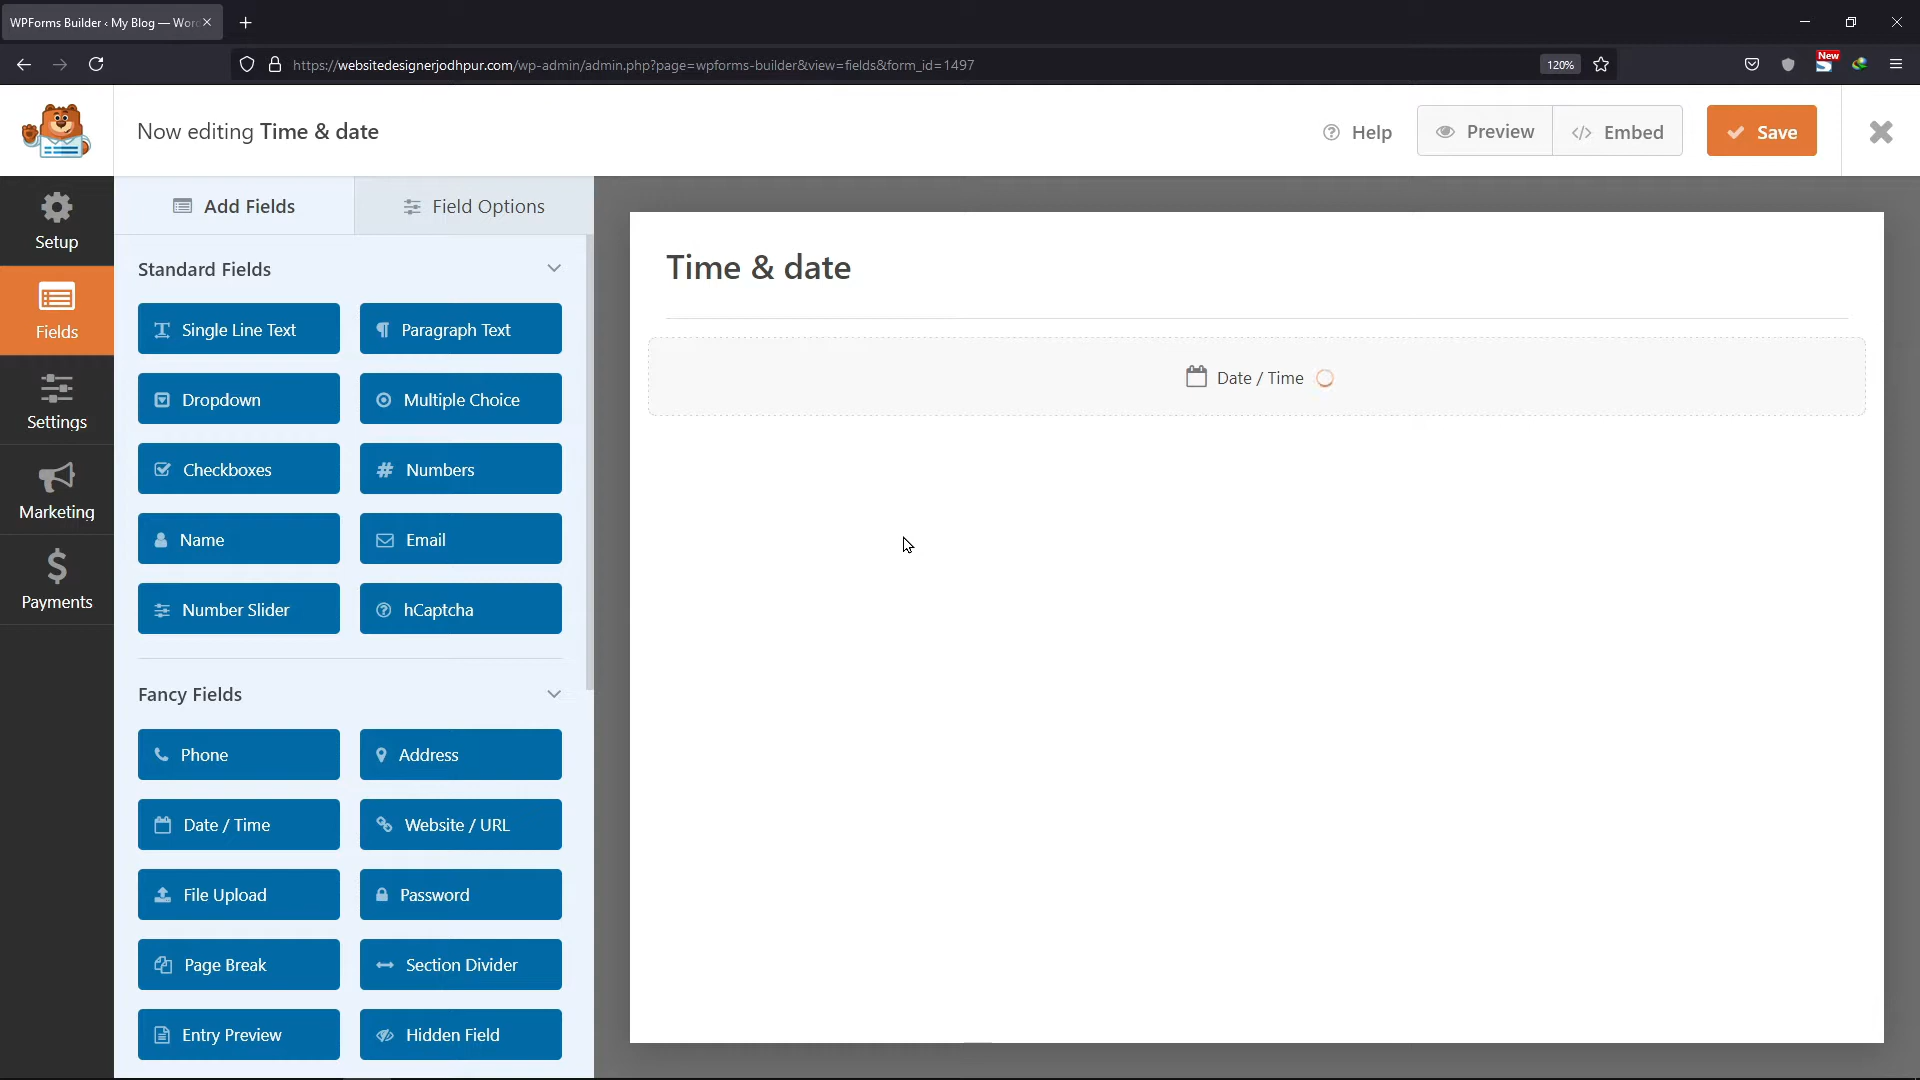 WPForms Builder ‹ My Blog — Wor
https://websitedesignerjodhpur.com/wp-admin/admin.php?page=wpforms-builder&view=fields&form_id=1497
120%
New
Now editing Time & date
Help
Preview
Embed
Save
Setup
Fields
Settings
Marketing
Payments
Add Fields
Field Options
Standard Fields
Single Line Text
Paragraph Text
Dropdown
Multiple Choice
Checkboxes
Numbers
Name
Email
Number Slider
hCaptcha
Fancy Fields
Phone
Address
Date / Time
Website / URL
File Upload
Password
Page Break
Section Divider
Entry Preview
Hidden Field
Time & date
Date / Time